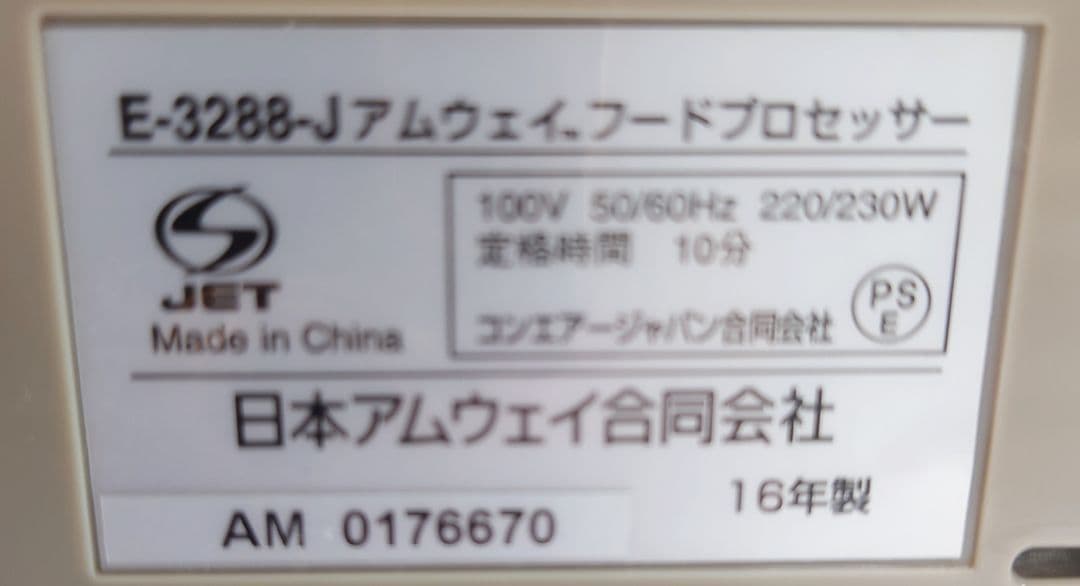 E-3288-J アムウェイ™ フードプロセッサー
JET
Made in China
100V 50/60Hz 220/230W
定格時間 10分
コンエアージャパン合同会社
PS
E
日本アムウェイ合同会社
16年製
AM 0176670